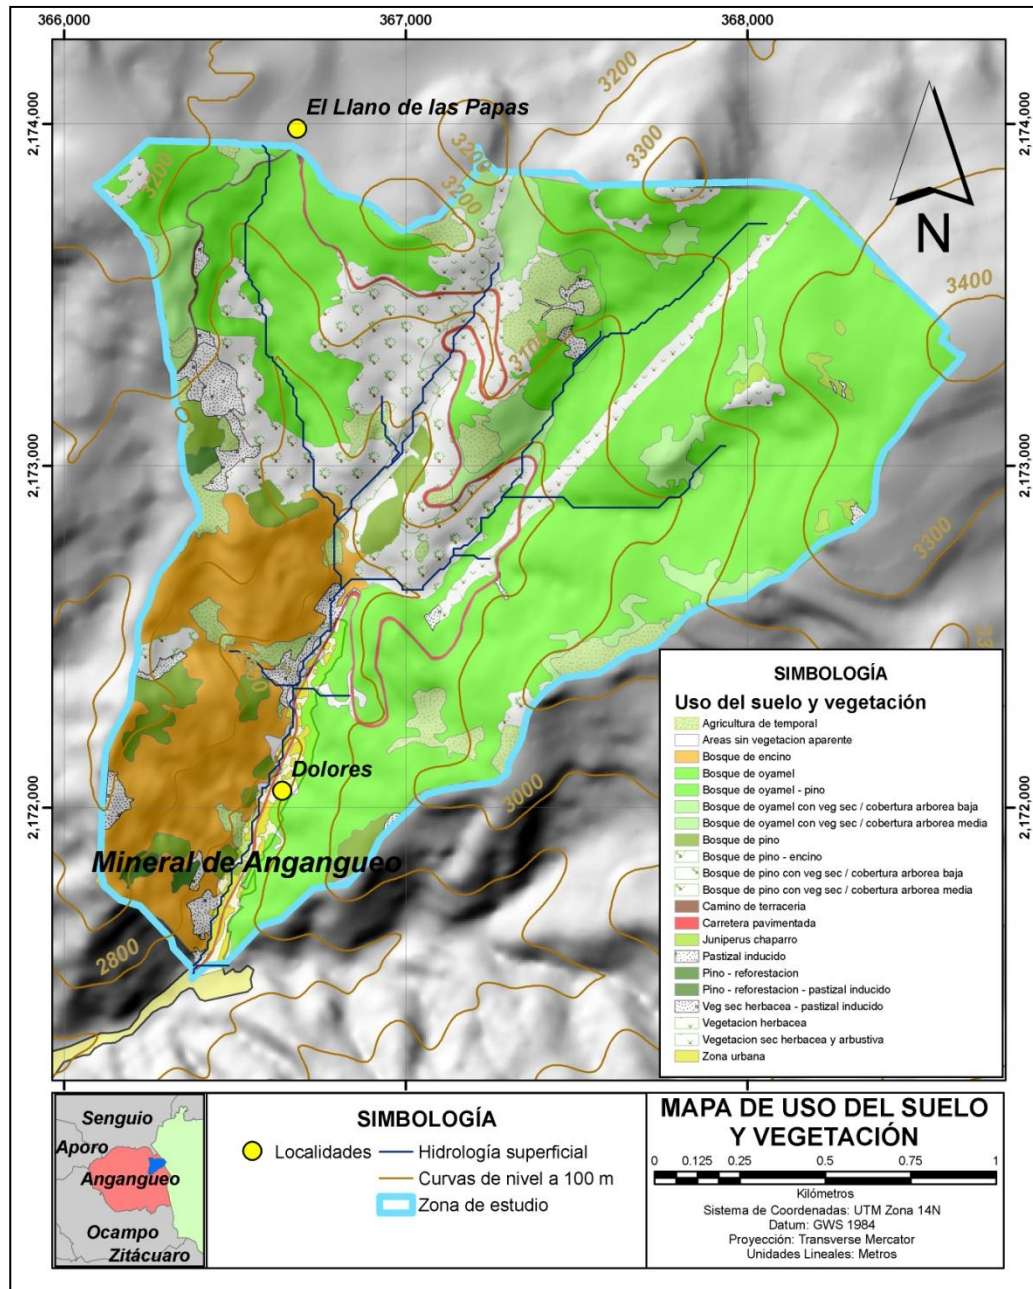 366,000
367,000
368,000
2,174,000
2,174,000
El Llano de las Papas
3200
3200
3200
3300
3200
N
3400
3100
2,173,000
2,173,000
3300
Dolores
3000
2,172,000
2,172,000
Mineral de Angangueo
2800
SIMBOLOGÍA
Uso del suelo y vegetación
Agricultura de temporal
Areas sin vegetacion aparente
Bosque de encino
Bosque de oyamel
Bosque de oyamel - pino
Bosque de oyamel con veg sec / cobertura arborea baja
Bosque de oyamel con veg sec / cobertura arborea media
Bosque de pino
Bosque de pino - encino
Bosque de pino con veg sec / cobertura arborea baja
Bosque de pino con veg sec / cobertura arborea media
Camino de terraceria
Carretera pavimentada
Juniperus chaparro
Pastizal inducido
Pino - reforestacion
Pino - reforestacion - pastizal inducido
Veg sec herbacea - pastizal inducido
Vegetacion herbacea
Vegetacion sec herbacea y arbustiva
Zona urbana
Senguio
Aporo
Angangueo
Ocampo
Zitácuaro
SIMBOLOGÍA
Localidades
Hidrología superficial
Curvas de nivel a 100 m
Zona de estudio
MAPA DE USO DEL SUELO
Y VEGETACIÓN
0 0.125 0.25 0.5 0.75 1
Kilómetros
Sistema de Coordenadas: UTM Zona 14N
Datum: GWS 1984
Proyección: Transverse Mercator
Unidades Lineales: Metros